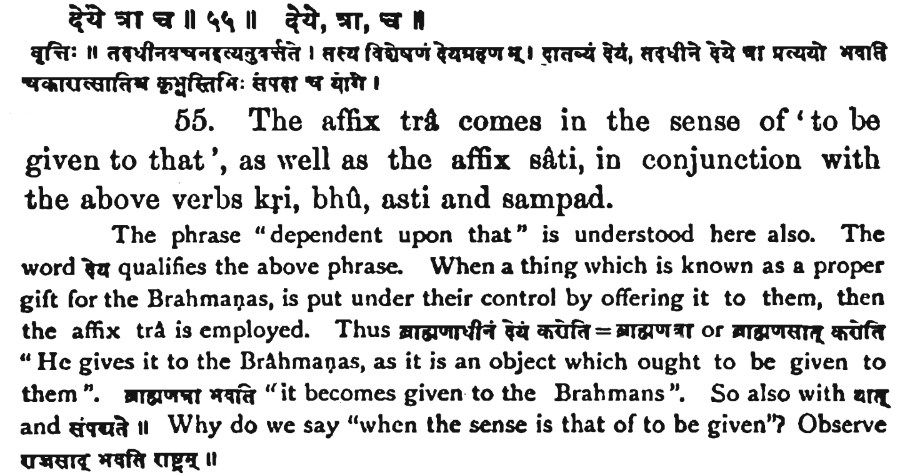 देये त्रा च ॥ ५५ ॥ देये, त्रा, च ॥
वृत्तिः ॥ तदधीनवचनइत्यनुवर्त्तते । तस्य विशेषणं देयग्रहणम् । दातव्यं देयं, तदधीने देये त्रा प्रत्ययो भवति
चकारात्सातिश्च कृभ्वस्तिभिः संपदा च योगे ।
55. The affix trâ comes in the sense of ‘to be
given to that’, as well as the affix sâti, in conjunction with
the above verbs kṛi, bhû, asti and sampad.
The phrase “dependent upon that” is understood here also. The
word देय qualifies the above phrase. When a thing which is known as a proper
gift for the Brahmaṇas, is put under their control by offering it to them, then
the affix trâ is employed. Thus ब्राह्मणाधीनं देयं करोति = ब्राह्मणत्रा or ब्राह्मणसात् करोति
“He gives it to the Brâhmaṇas, as it is an object which ought to be given to
them”. ब्राह्मणत्रा भवति “it becomes given to the Brahmans”. So also with स्यात्
and संपद्यते ॥ Why do we say “when the sense is that of to be given”? Observe
राजसाद् भवति राष्ट्रम् ॥